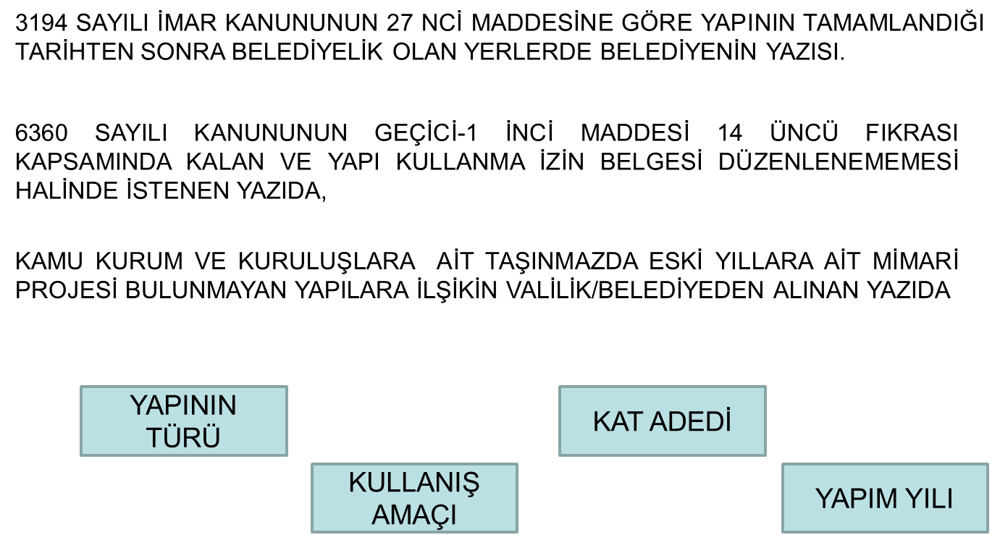 3194 SAYILI İMAR KANUNUNUN 27 NCİ MADDESİNE GÖRE YAPININ TAMAMLANDIĞI
TARİHTEN SONRA BELEDİYELİK OLAN YERLERDE BELEDİYENİN YAZISI.
6360 SAYILI KANUNUNUN GEÇİCİ-1 İNCİ MADDESİ 14 ÜNCÜ FIKRASI
KAPSAMINDA KALAN VE YAPI KULLANMA İZİN BELGESİ DÜZENLENEMEMESİ
HALİNDE İSTENEN YAZIDA,
KAMU KURUM VE KURULUŞLARA AİT TAŞINMAZDA ESKİ YILLARA AİT MİMARİ
PROJESİ BULUNMAYAN YAPILARA İLŞİKİN VALİLİK/BELEDİYEDEN ALINAN YAZIDA
YAPININ
TÜRÜ
KULLANIŞ
AMAÇI
KAT ADEDİ
YAPIM YILI